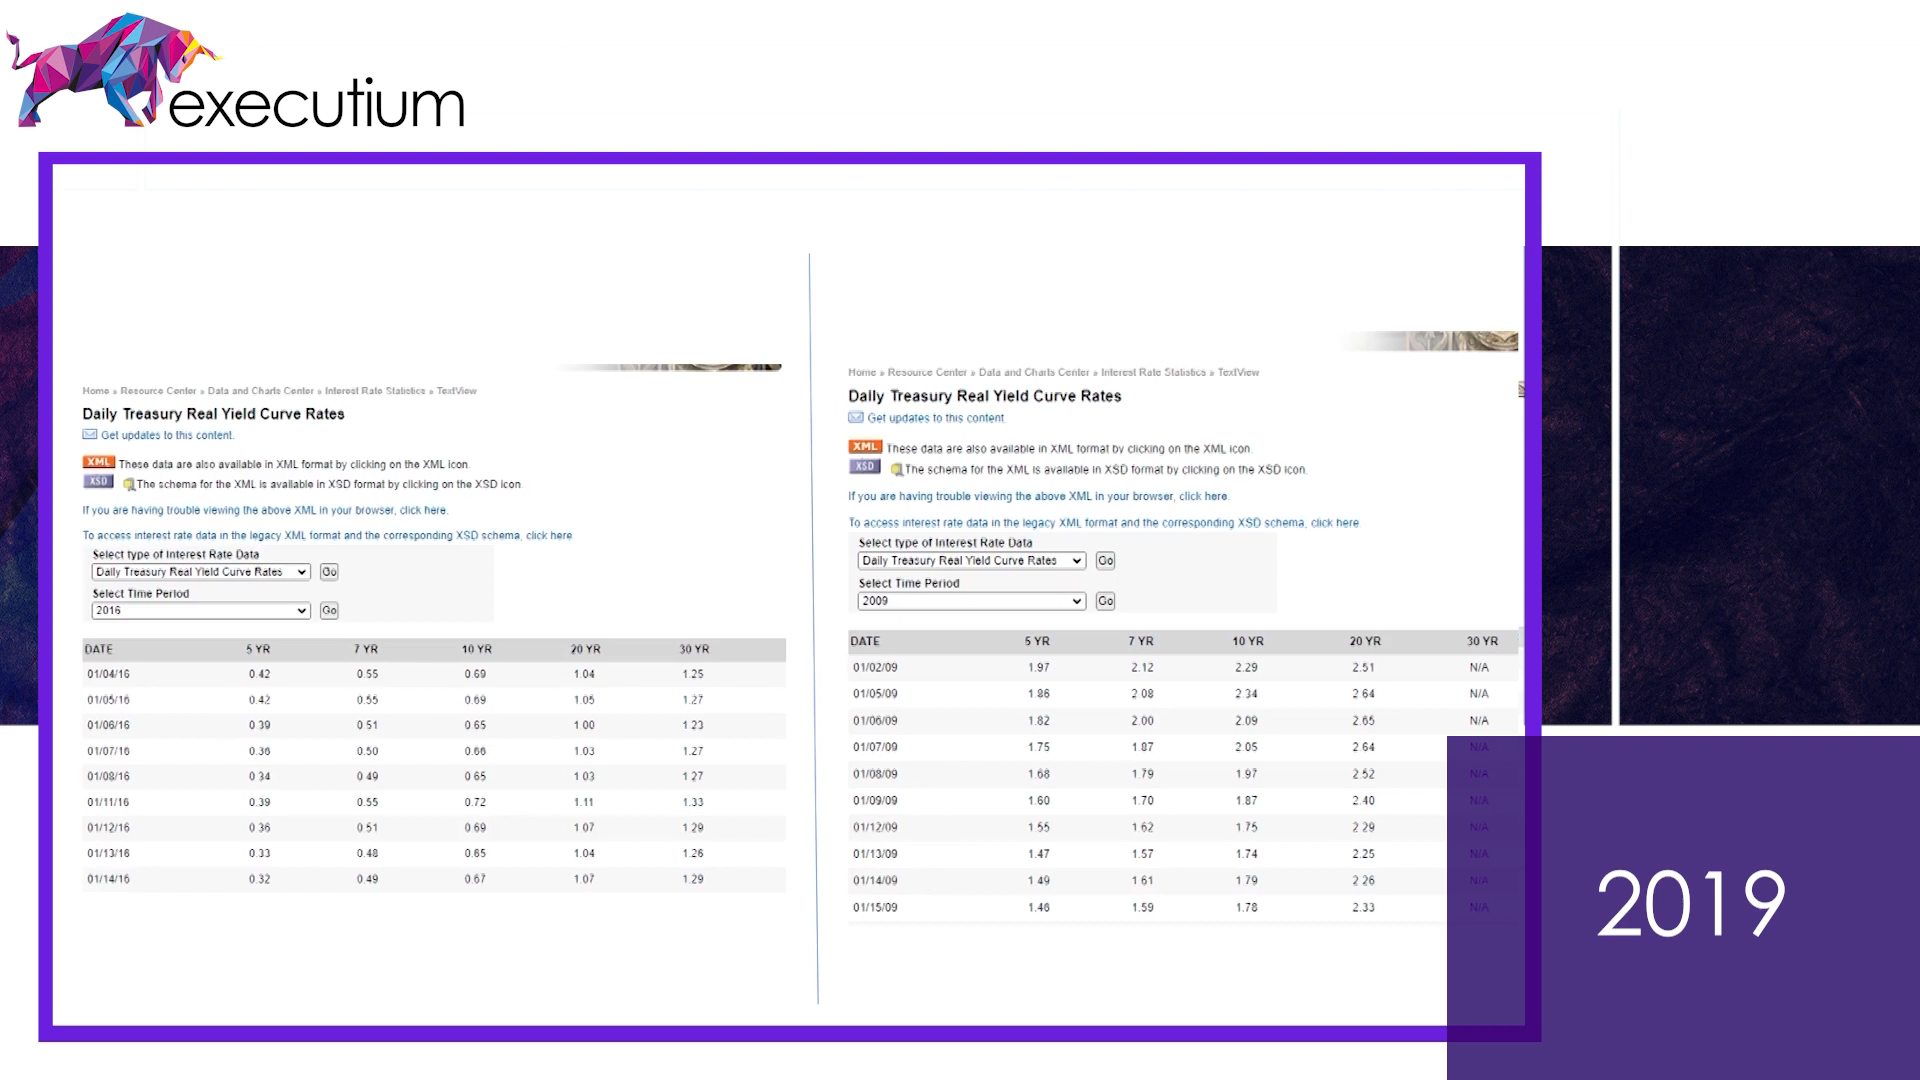 executium
Home » Resource Center » Data and Charts Center » Interest Rate Statistics » TextView
Daily Treasury Real Yield Curve Rates
Get updates to this content.
XML These data are also available in XML format by clicking on the XML icon.
XSD The schema for the XML is available in XSD format by clicking on the XSD icon.
If you are having trouble viewing the above XML in your browser, click here.
To access interest rate data in the legacy XML format and the corresponding XSD schema, click here.
Select type of Interest Rate Data
Daily Treasury Real Yield Curve Rates Go
Select Time Period
2016 Go
DATE 5 YR 7 YR 10 YR 20 YR 30 YR
01/04/16 0.42 0.55 0.69 1.04 1.25
01/05/16 0.42 0.55 0.69 1.05 1.27
01/06/16 0.39 0.51 0.65 1.00 1.23
01/07/16 0.36 0.50 0.66 1.03 1.27
01/08/16 0.34 0.49 0.65 1.03 1.27
01/11/16 0.39 0.55 0.72 1.11 1.33
01/12/16 0.36 0.51 0.69 1.07 1.29
01/13/16 0.33 0.48 0.65 1.04 1.26
01/14/16 0.32 0.49 0.67 1.07 1.29
Home » Resource Center » Data and Charts Center » Interest Rate Statistics » TextView
Daily Treasury Real Yield Curve Rates
Get updates to this content.
XML These data are also available in XML format by clicking on the XML icon.
XSD The schema for the XML is available in XSD format by clicking on the XSD icon.
If you are having trouble viewing the above XML in your browser, click here.
To access interest rate data in the legacy XML format and the corresponding XSD schema, click here.
Select type of Interest Rate Data
Daily Treasury Real Yield Curve Rates Go
Select Time Period
2009 Go
DATE 5 YR 7 YR 10 YR 20 YR 30 YR
01/02/09 1.97 2.12 2.29 2.51 N/A
01/05/09 1.86 2.08 2.34 2.64 N/A
01/06/09 1.82 2.00 2.09 2.65 N/A
01/07/09 1.75 1.87 2.05 2.64 N/A
01/08/09 1.68 1.79 1.97 2.52 N/A
01/09/09 1.60 1.70 1.87 2.40 N/A
01/12/09 1.55 1.62 1.75 2.29 N/A
01/13/09 1.47 1.57 1.74 2.25 N/A
01/14/09 1.49 1.61 1.79 2.26 N/A
01/15/09 1.46 1.59 1.78 2.33 N/A
2019